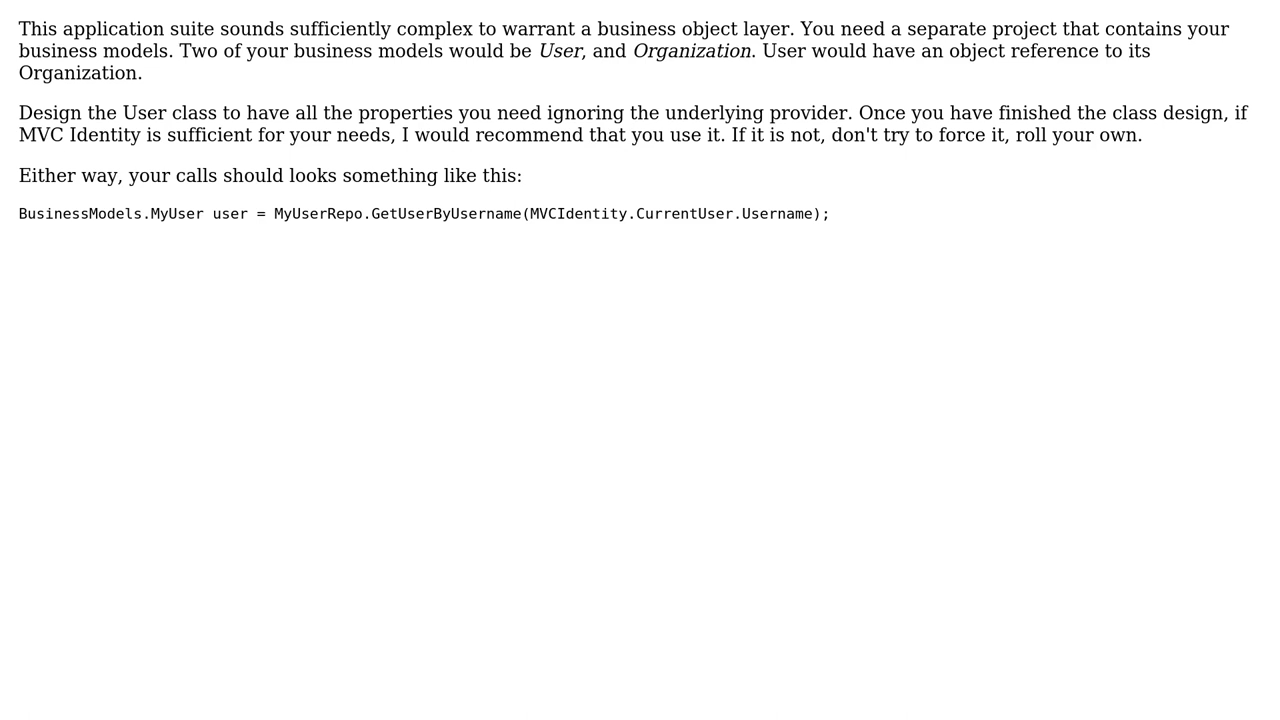 This application suite sounds sufficiently complex to warrant a business object layer. You need a separate project that contains your
business models. Two of your business models would be User, and Organization. User would have an object reference to its
Organization.
Design the User class to have all the properties you need ignoring the underlying provider. Once you have finished the class design, if
MVC Identity is sufficient for your needs, I would recommend that you use it. If it is not, don't try to force it, roll your own.
Either way, your calls should looks something like this:
BusinessModels.MyUser user = MyUserRepo.GetUserByUsername(MVCIdentity.CurrentUser.Username);